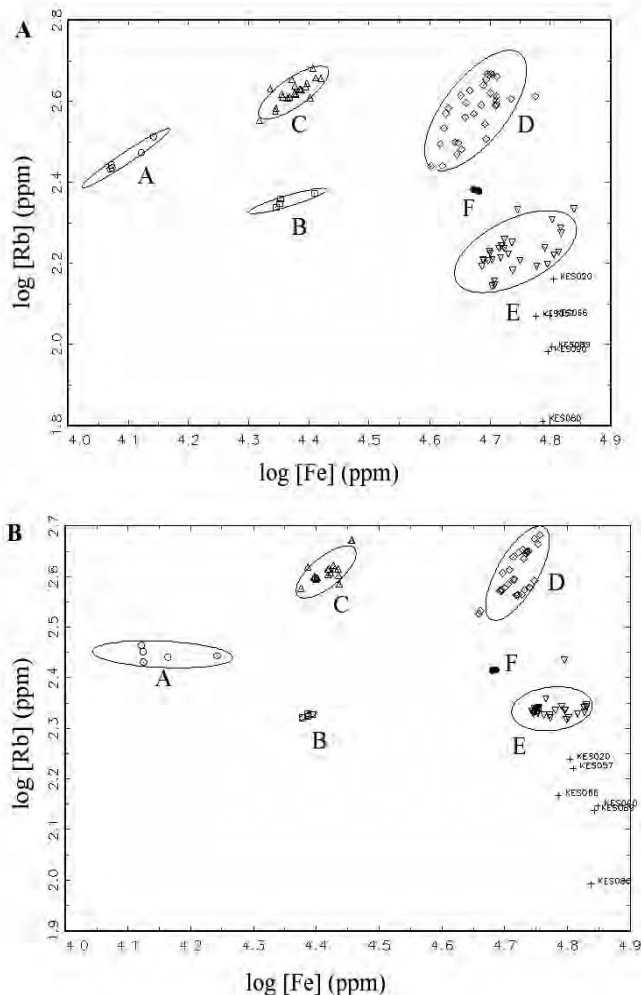 A
log [Rb] (ppm)
2.8
2.6
2.4
2.2
2.0
1.8
A
B
C
D
E
F
KES020
KES080
4.0 4.1 4.2 4.3 4.4 4.5 4.6 4.7 4.8 4.9
log [Fe] (ppm)
B
log [Rb] (ppm)
2.7
2.6
2.5
2.4
2.3
2.2
2.1
2.0
1.9
A
B
C
D
E
F
KES020
KES057
KES066
4.0 4.1 4.2 4.3 4.4 4.5 4.6 4.7 4.8 4.9
log [Fe] (ppm)